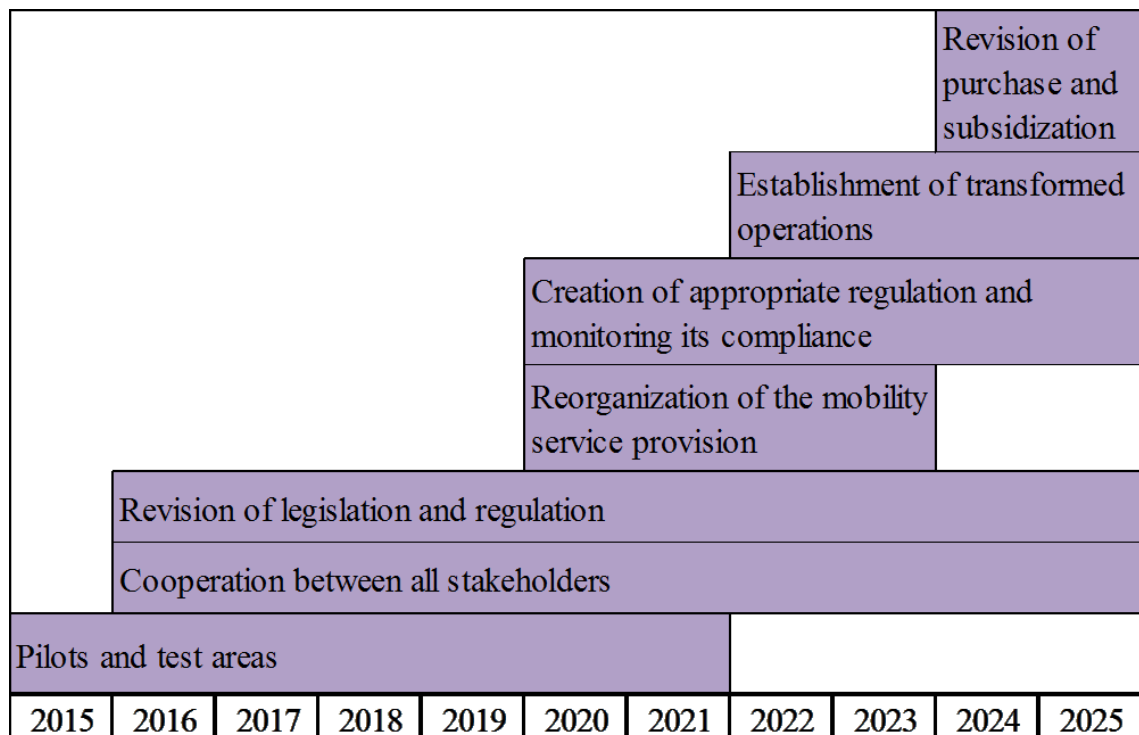 Revision of
purchase and
subsidization
Establishment of transformed
operations
Creation of appropriate regulation and
monitoring its compliance
Reorganization of the mobility
service provision
Revision of legislation and regulation
Cooperation between all stakeholders
Pilots and test areas
2015 2016 2017 2018 2019 2020 2021 2022 2023 2024 2025